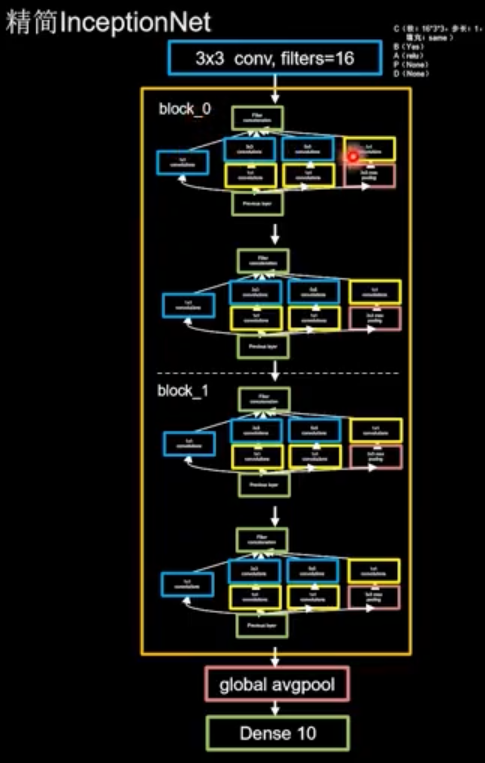 精简InceptionNet
C（核：16*3*3，步长：1，
填充：same ）
B（Yes）
A（relu）
P（None）
D（None）
3x3 conv, filters=16
block_0
Filter
concatenation
3x3
convolutions
5x5
convolutions
1x1
convolutions
1x1
convolutions
1x1
convolutions
1x1
convolutions
3x3 max
pooling
Previous layer
Filter
concatenation
3x3
convolutions
5x5
convolutions
1x1
convolutions
1x1
convolutions
1x1
convolutions
1x1
convolutions
3x3 max
pooling
Previous layer
block_1
Filter
concatenation
3x3
convolutions
5x5
convolutions
1x1
convolutions
1x1
convolutions
1x1
convolutions
1x1
convolutions
3x3 max
pooling
Previous layer
Filter
concatenation
3x3
convolutions
5x5
convolutions
1x1
convolutions
1x1
convolutions
1x1
convolutions
1x1
convolutions
3x3 max
pooling
Previous layer
global avgpool
Dense 10